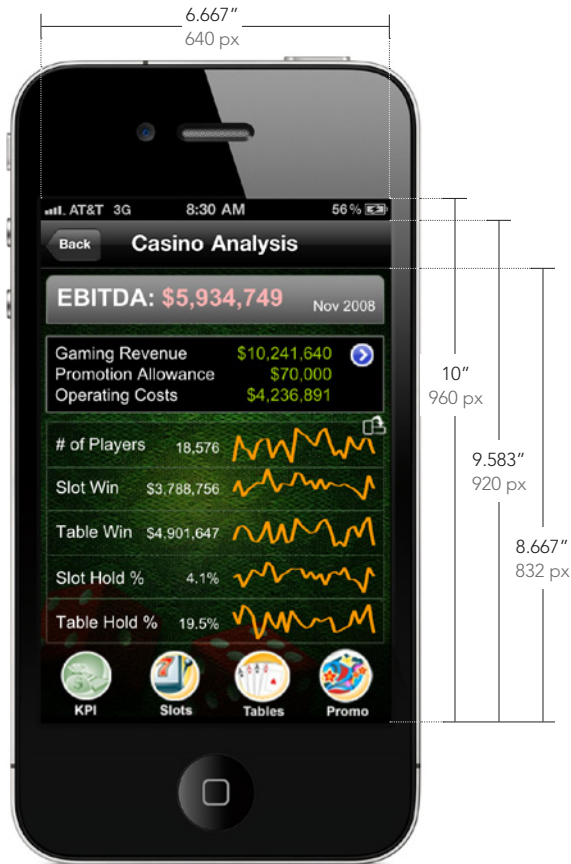 6.667”
640 px
AT&T 3G 8:30 AM 56%
Back Casino Analysis
EBITDA: $5,934,749 Nov 2008
Gaming Revenue $10,241,640
Promotion Allowance $70,000
Operating Costs $4,236,891
# of Players 18,576
Slot Win $3,788,756
Table Win $4,901,647
Slot Hold % 4.1%
Table Hold % 19.5%
KPI Slots Tables Promo
10”
960 px
9.583”
920 px
8.667”
832 px